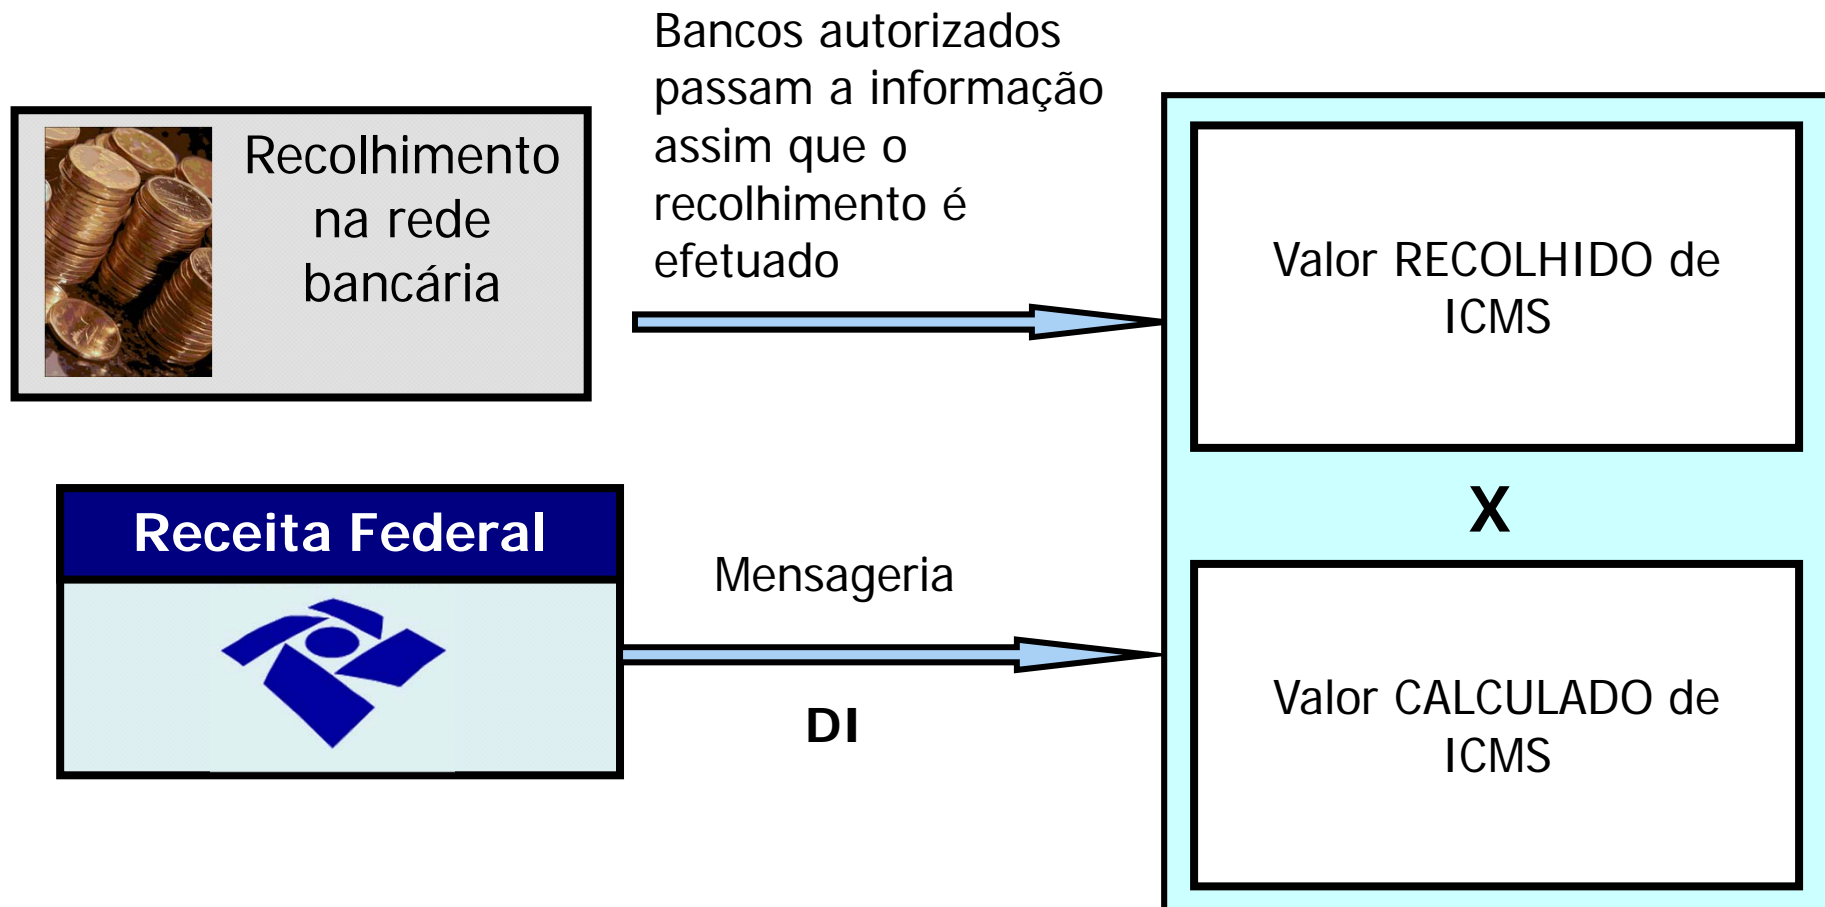 Bancos autorizados
passam a informação
assim que o
recolhimento é
efetuado
Recolhimento
na rede
bancária
Valor RECOLHIDO de
ICMS
X
Receita Federal
Mensageria
DI
Valor CALCULADO de
ICMS